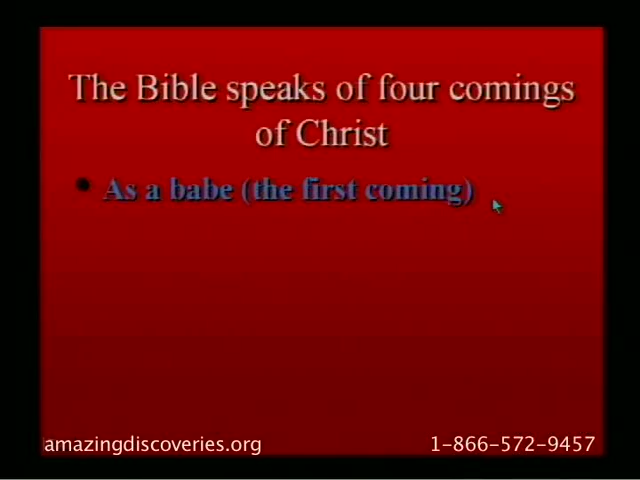 The Bible speaks of four comings
of Christ
• As a babe (the first coming)
amazingdiscoveries.org
1-866-572-9457